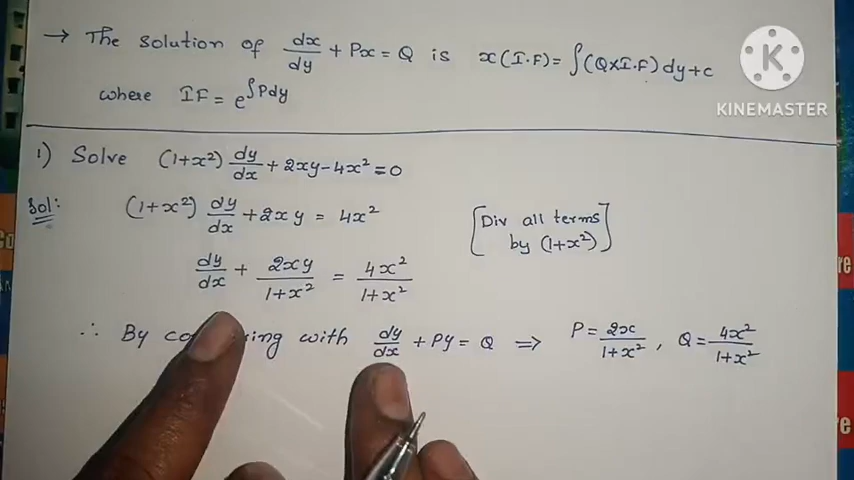 → The solution of dx/dy + Px = Q is x(I.F) = ∫(Q×I.F) dy + c
where IF = e^∫Pdy
KINEMASTER
1) Solve (1+x²) dy/dx + 2xy - 4x² = 0
Sol: (1+x²) dy/dx + 2xy = 4x² [Div all terms
by (1+x²)]
dy/dx + 2xy/1+x² = 4x²/1+x²
∴ By with dy/dx + Py = Q ⇒ P = 2x/1+x², Q = 4x²/1+x²